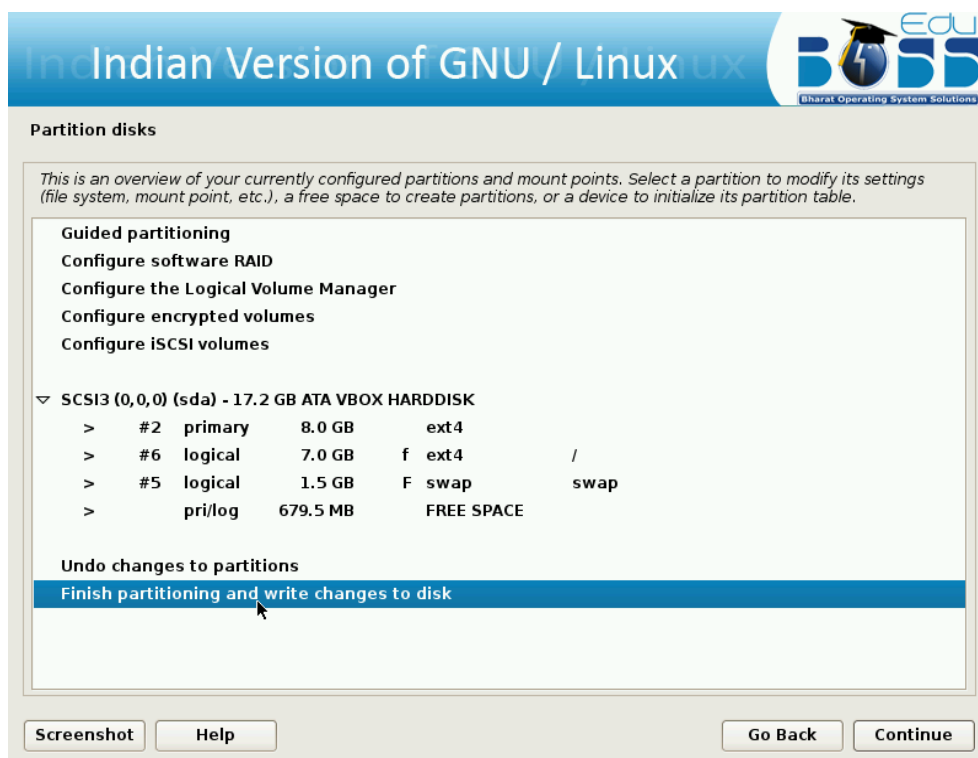 Indian Version of GNU / Linux
Edu
BOSS
Bharat Operating System Solutions
Partition disks
This is an overview of your currently configured partitions and mount points. Select a partition to modify its settings
(file system, mount point, etc.), a free space to create partitions, or a device to initialize its partition table.
Guided partitioning
Configure software RAID
Configure the Logical Volume Manager
Configure encrypted volumes
Configure iSCSI volumes
SCSI3 (0,0,0) (sda) - 17.2 GB ATA VBOX HARDDISK
> #2 primary 8.0 GB ext4
> #6 logical 7.0 GB f ext4 /
> #5 logical 1.5 GB F swap swap
> pri/log 679.5 MB FREE SPACE
Undo changes to partitions
Finish partitioning and write changes to disk
Screenshot Help Go Back Continue